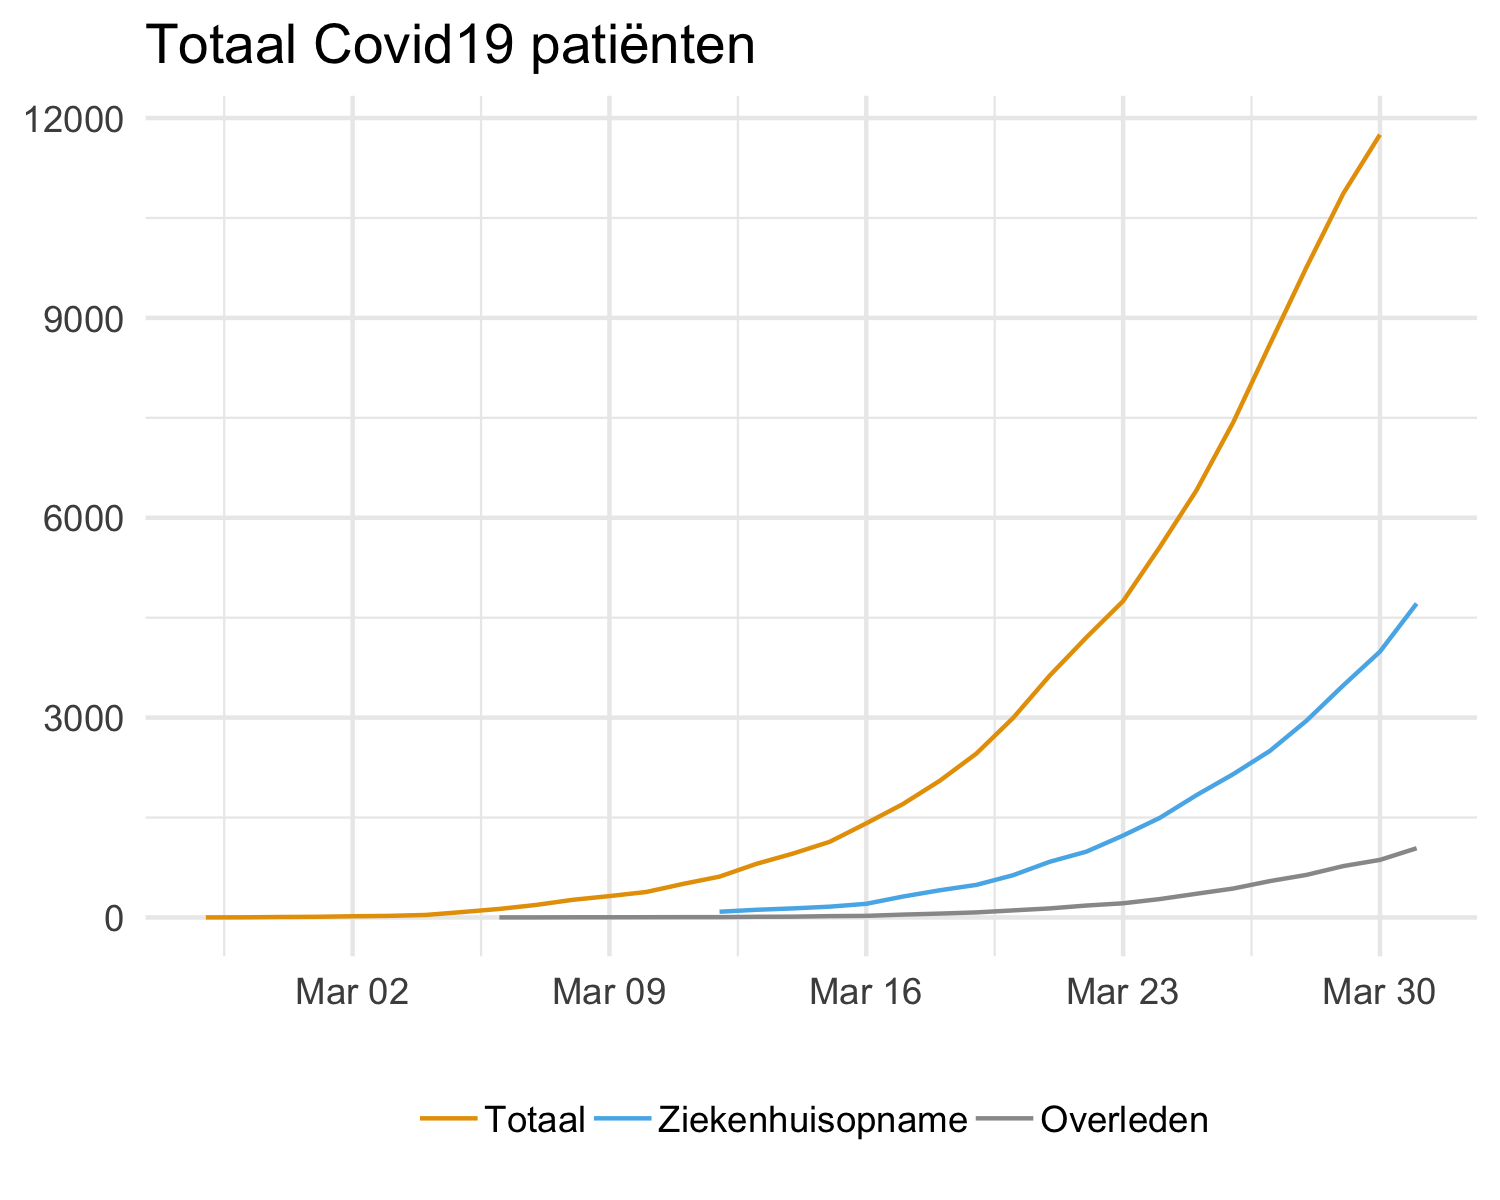 Totaal Covid19 patiënten
12000
9000
6000
3000
0
Mar 02 Mar 09 Mar 16 Mar 23 Mar 30
Totaal Ziekenhuisopname Overleden